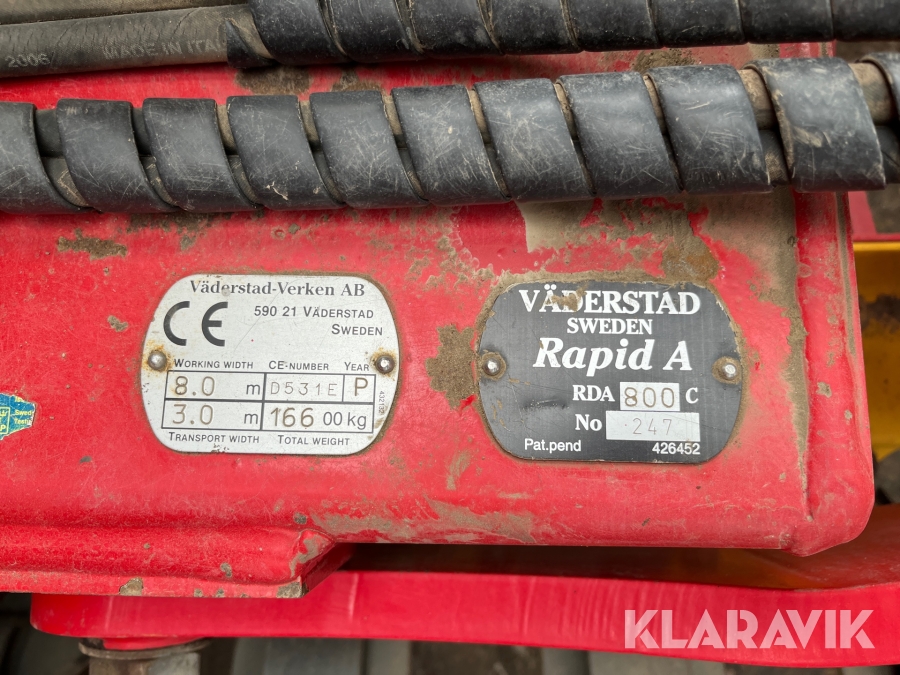 2006 MADE IN ITAL
Väderstad-Verken AB
CE
590 21 VÄDERSTAD
SWEDEN
WORKING WIDTH CE-NUMBER YEAR
8.0 m D531E P
3.0 m 166 00 kg
TRANSPORT WIDTH TOTAL WEIGHT
VÄDERSTAD
SWEDEN
Rapid A
RDA 800 C
No 247
Pat.pend 426452
KLARAVIK